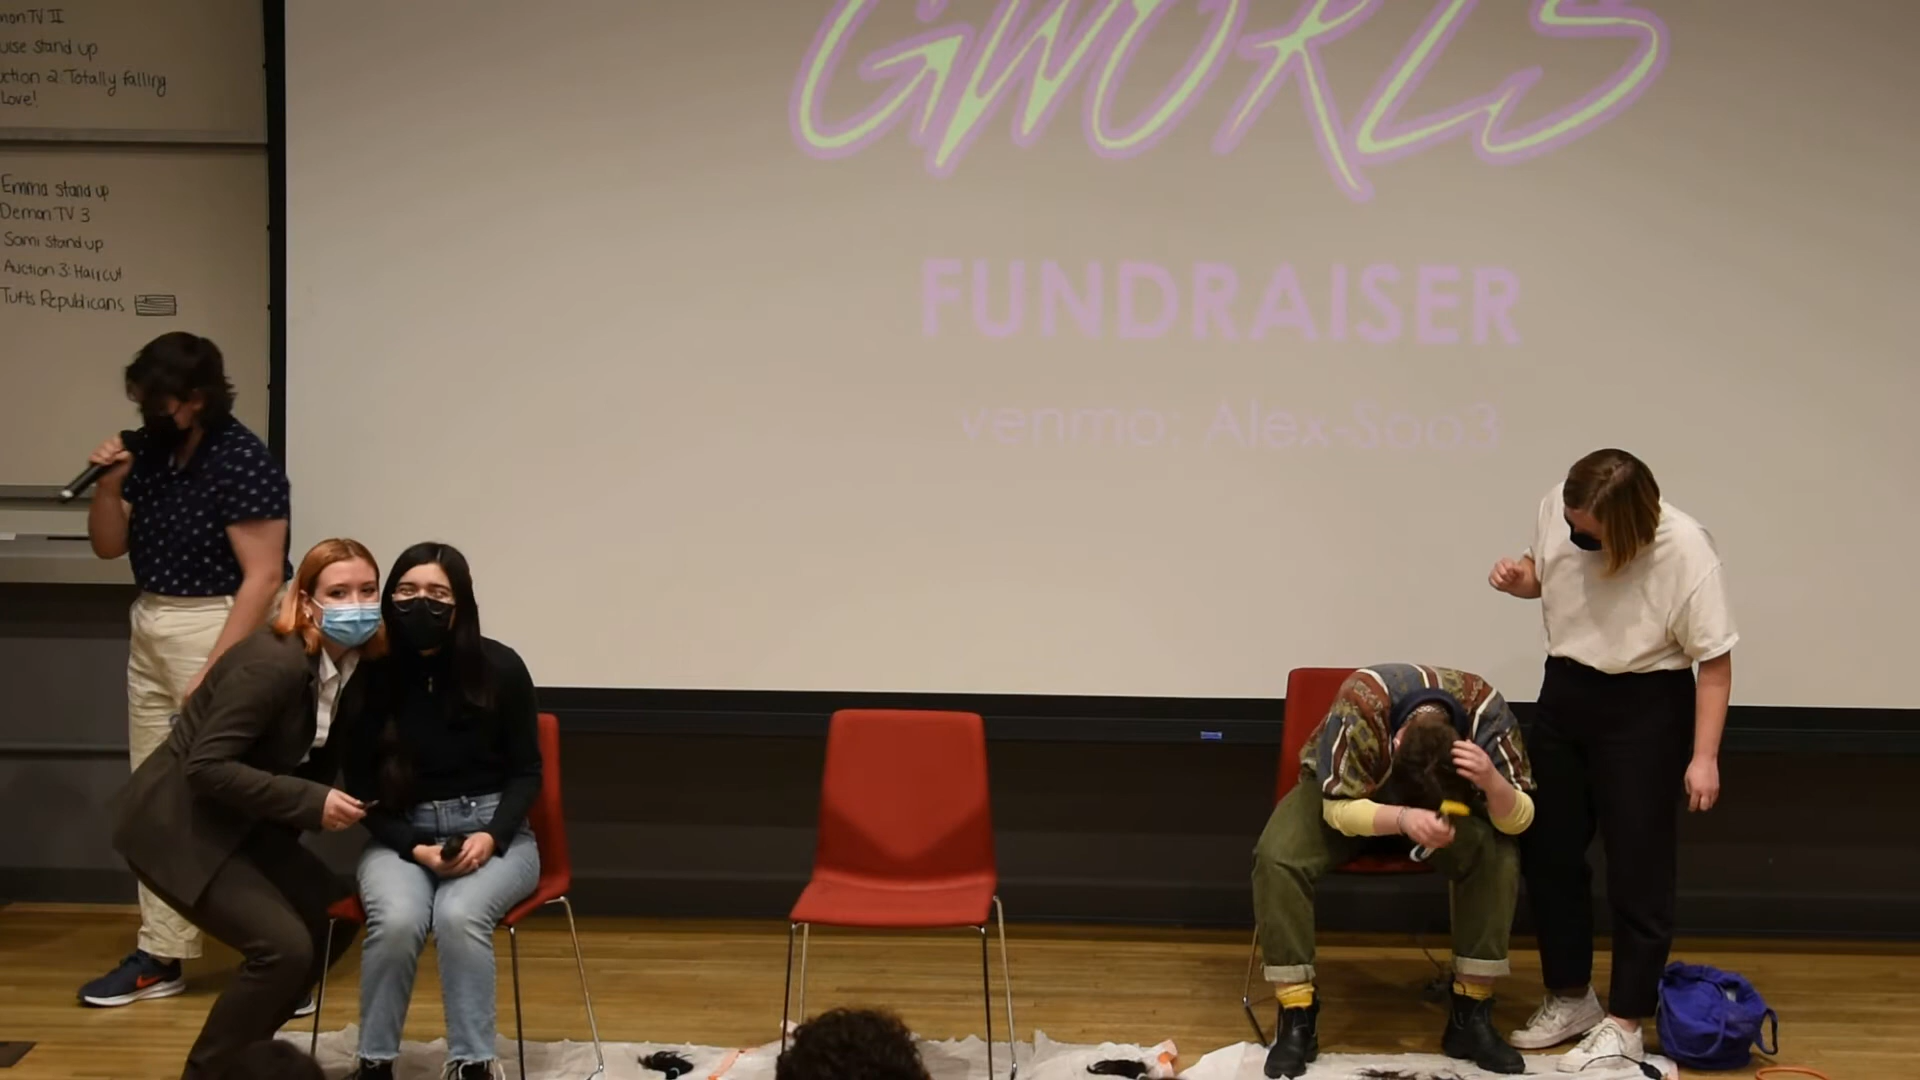 mon TV II
uise stand up
ction 2: Totally falling
Love!
Emma stand up
Demon TV 3
Sami stand up
Auction 3: Haircut
Tufts Republicans
GWORLS
FUNDRAISER
venmo: Alex-Soo3